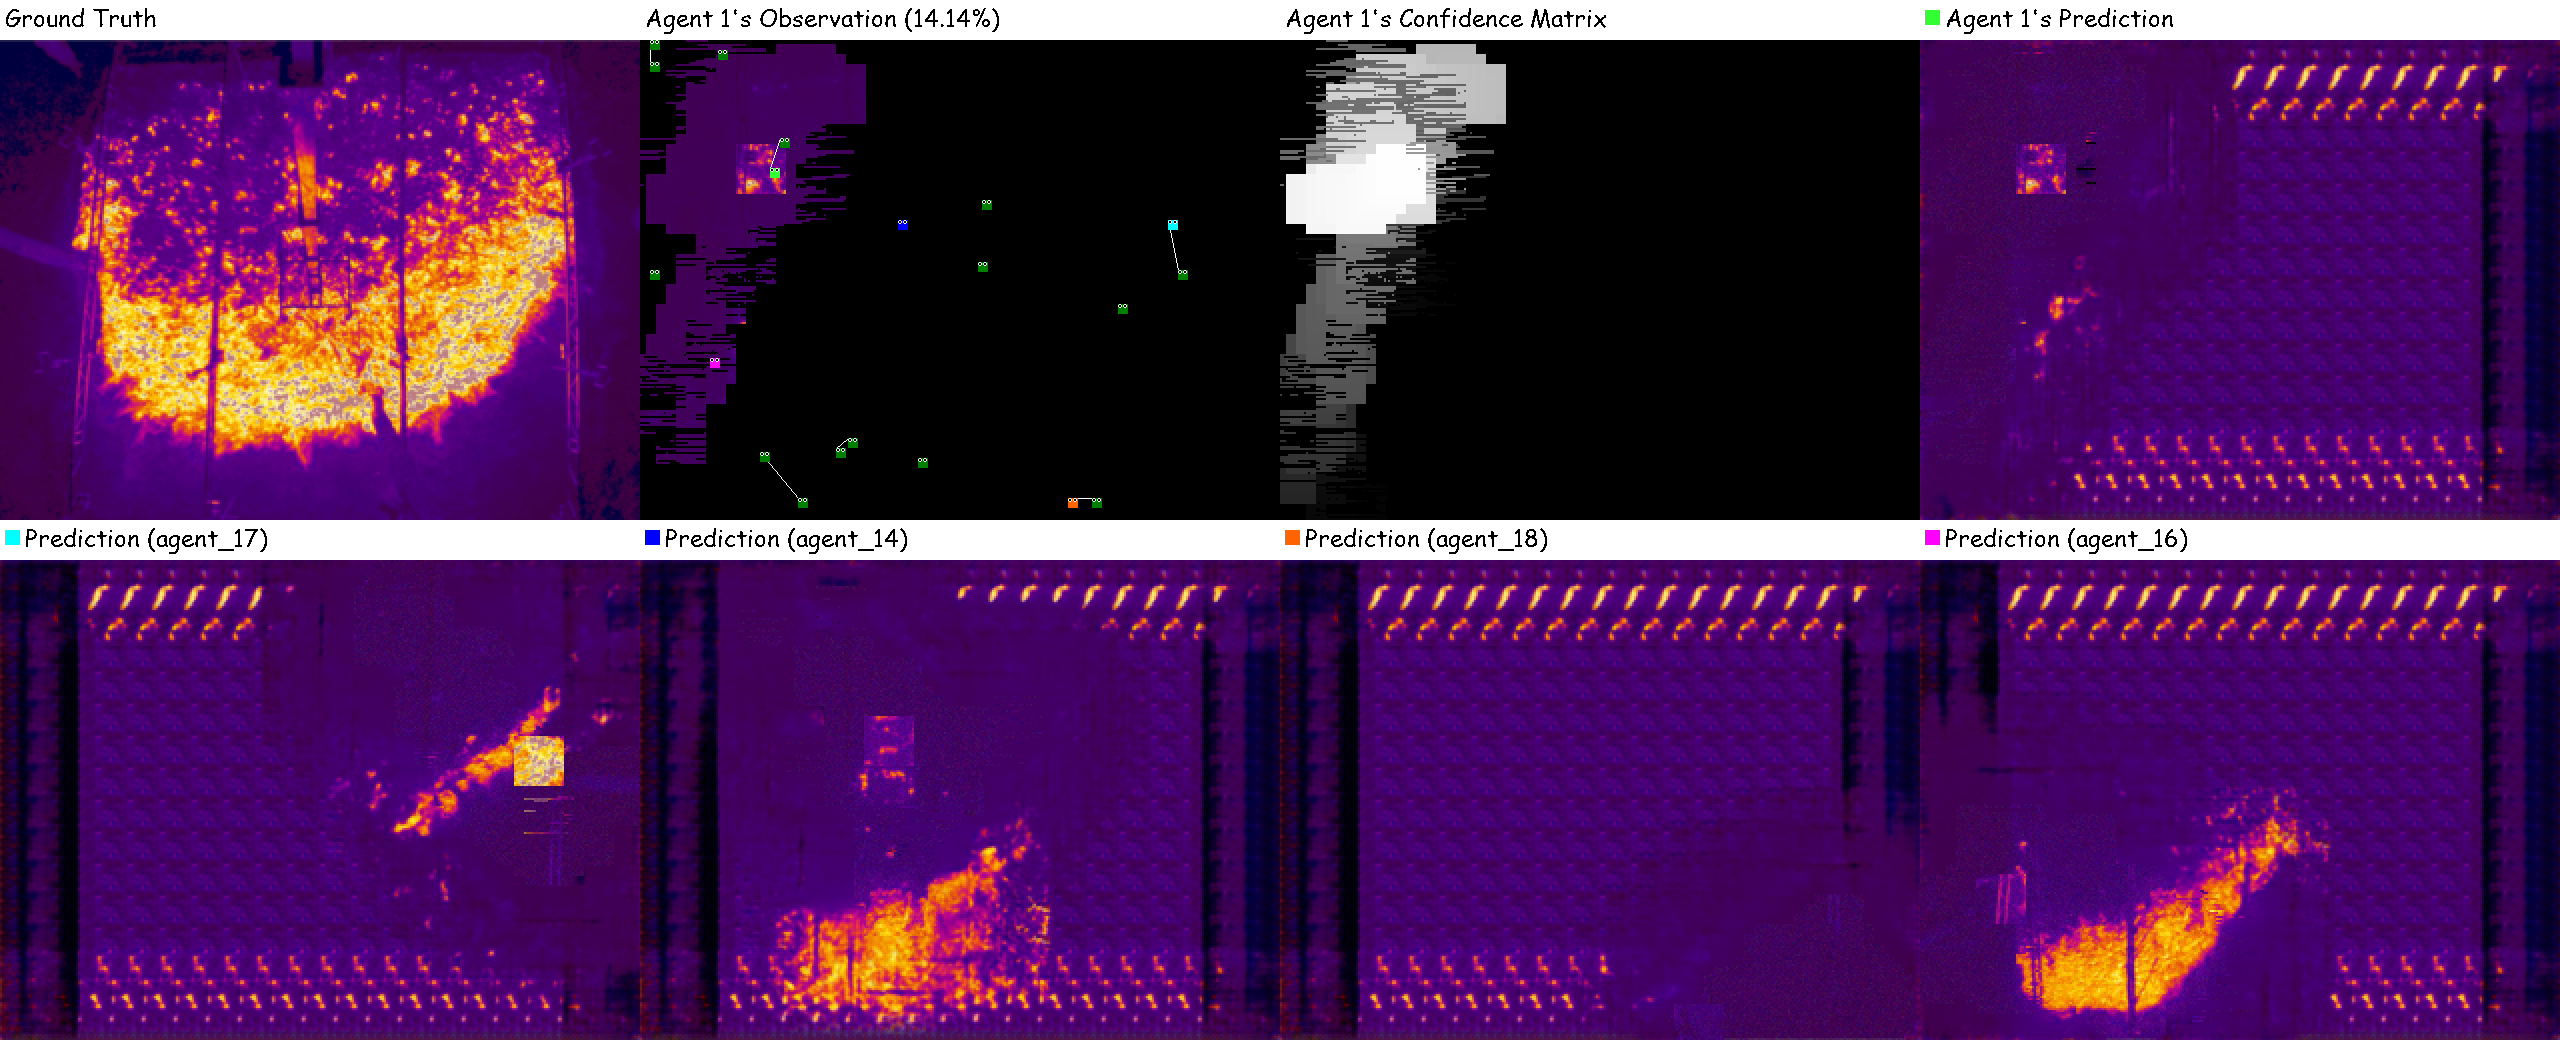 Ground Truth
Agent 1's Observation (14.14%)
Agent 1's Confidence Matrix
Agent 1's Prediction
Prediction (agent_17)
Prediction (agent_14)
Prediction (agent_18)
Prediction (agent_16)